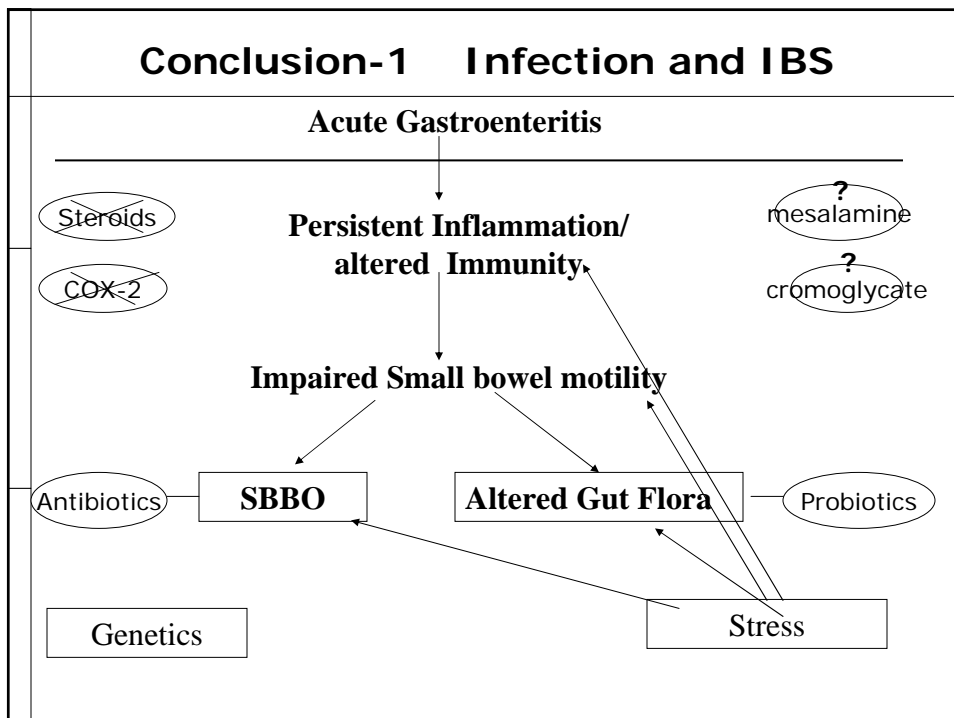 Conclusion-1 Infection and IBS
Acute Gastroenteritis
Steroids
?
mesalamine
Persistent Inflammation/
altered Immunity
COX-2
?
cromoglycate
Impaired Small bowel motility
Antibiotics
SBBO
Altered Gut Flora
Probiotics
Genetics
Stress